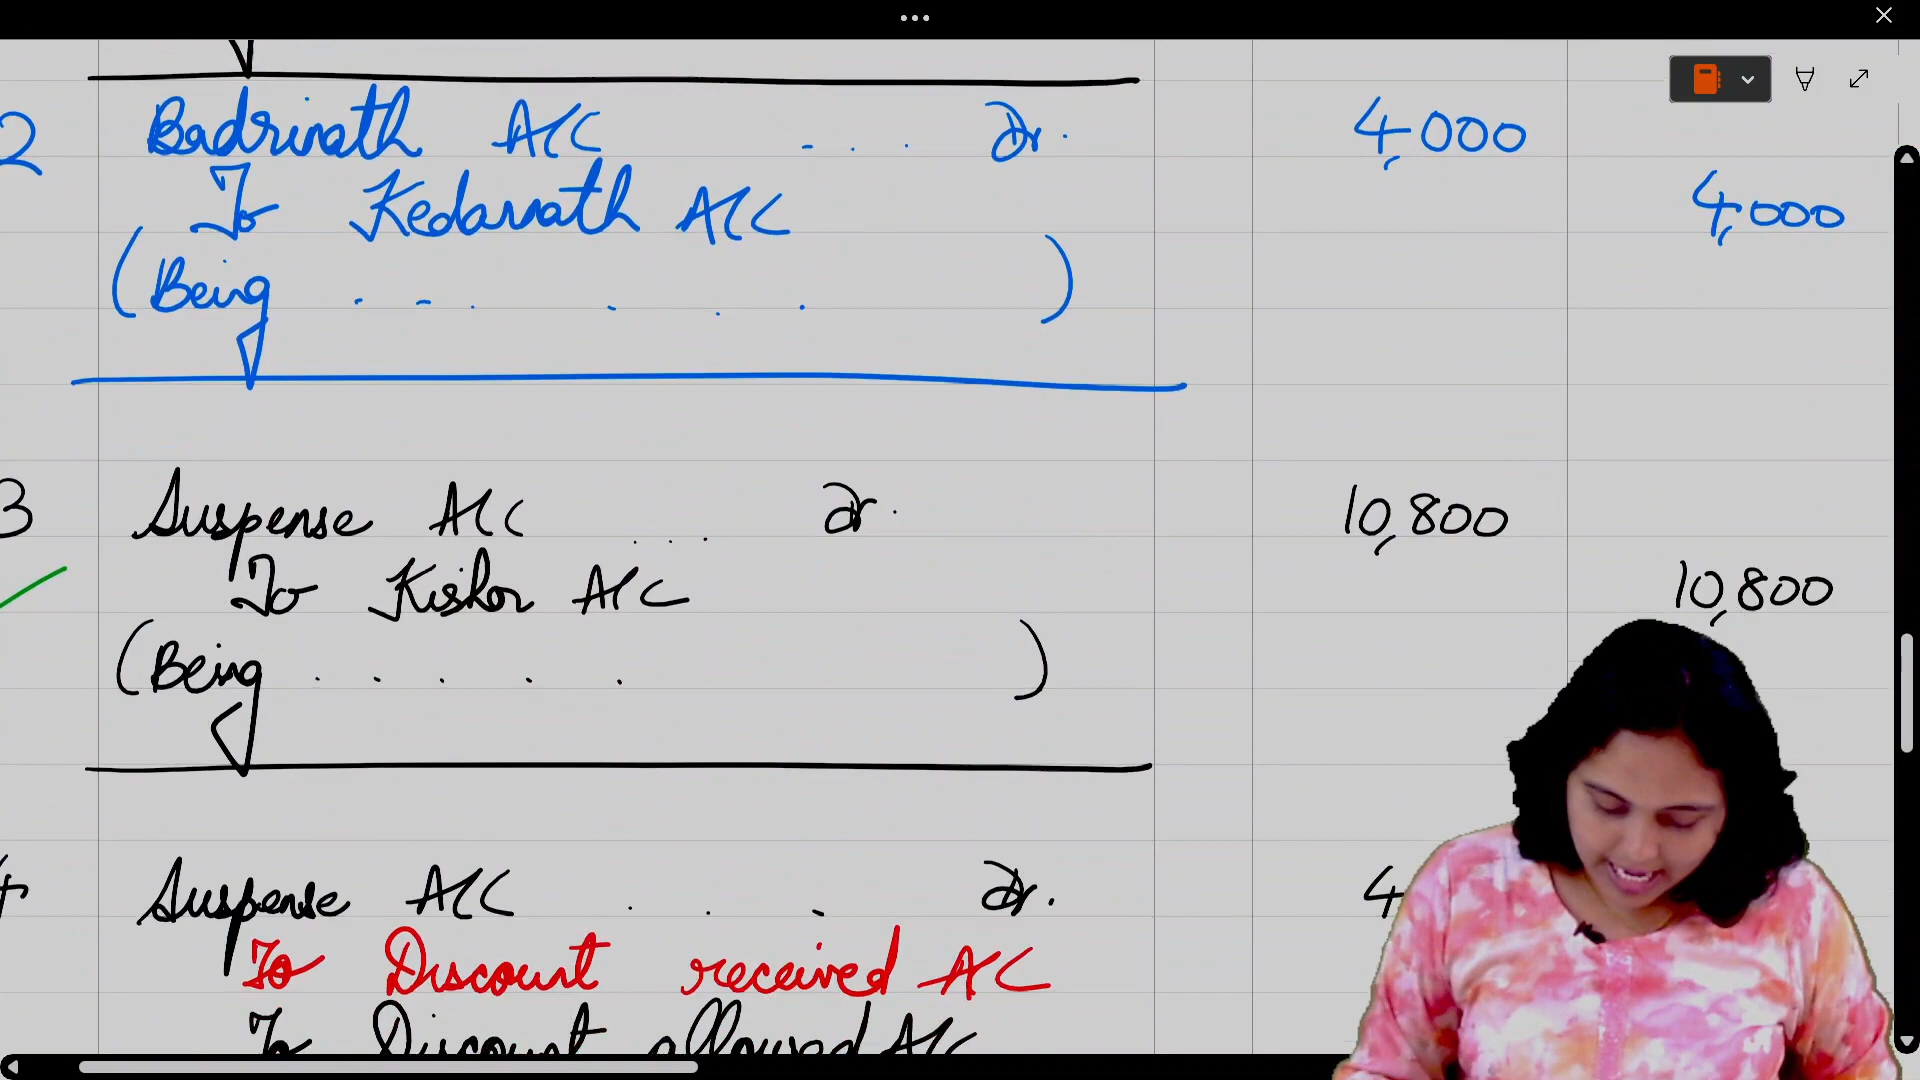 2 Badrinath A/C ... Dr. 4,000
To Kedarnath A/C 4,000
(Being ......)
3 Suspense A/C ... Dr. 10,800
To Kishor A/C 10,800
(Being .....)
4 Suspense A/C ... Dr. 4
To Discount received A/C
To Discount allowed A/C